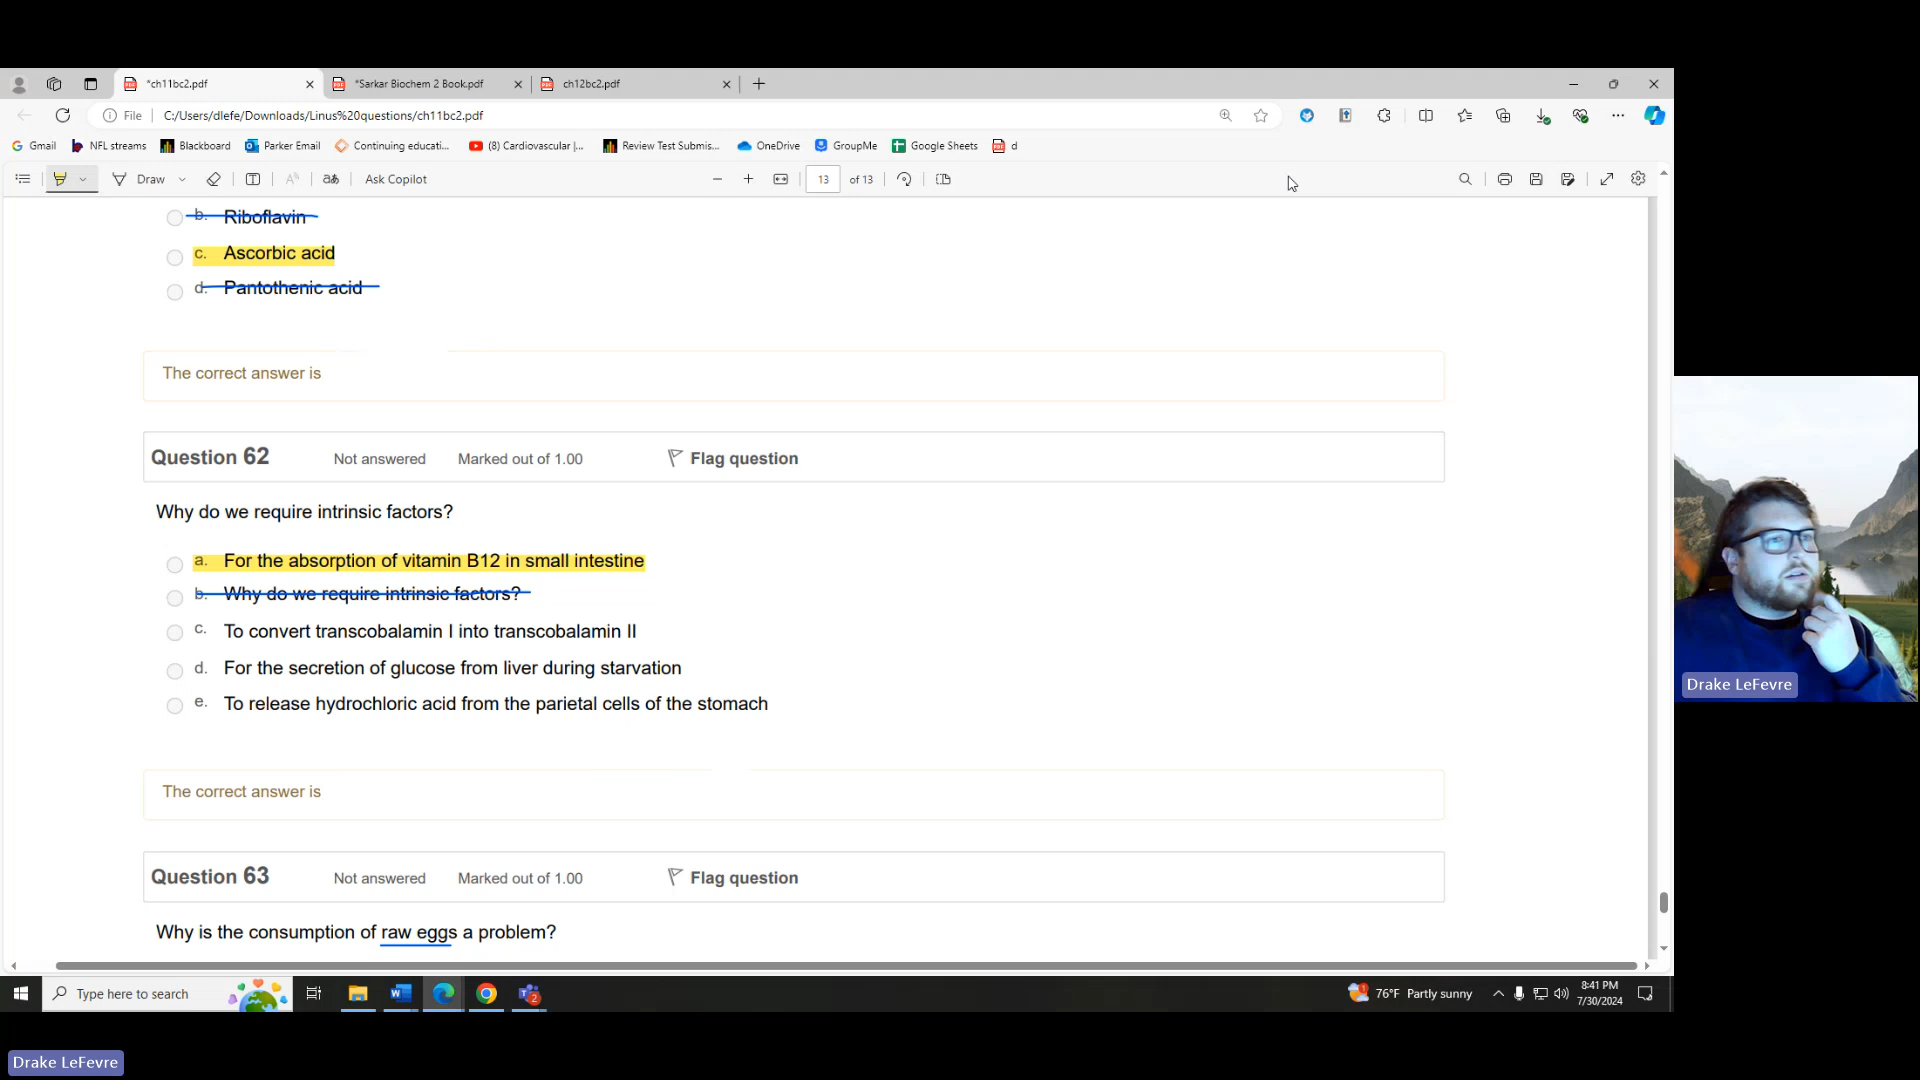 *ch11bc2.pdf
*Sarkar Biochem 2 Book.pdf
ch12bc2.pdf
File
C:/Users/dlefe/Downloads/Linus%20questions/ch11bc2.pdf
Gmail
NFL streams
Blackboard
Parker Email
Continuing educati...
(8) Cardiovascular |...
Review Test Submis...
OneDrive
GroupMe
Google Sheets
d
Draw
Ask Copilot
13
of 13
b. Riboflavin
c. Ascorbic acid
d. Pantothenic acid
The correct answer is
Question 62
Not answered
Marked out of 1.00
Flag question
Why do we require intrinsic factors?
a. For the absorption of vitamin B12 in small intestine
b. Why do we require intrinsic factors?
c. To convert transcobalamin I into transcobalamin II
d. For the secretion of glucose from liver during starvation
e. To release hydrochloric acid from the parietal cells of the stomach
The correct answer is
Question 63
Not answered
Marked out of 1.00
Flag question
Why is the consumption of raw eggs a problem?
Drake LeFevre
Type here to search
76°F Partly sunny
8:41 PM
7/30/2024
Drake LeFevre